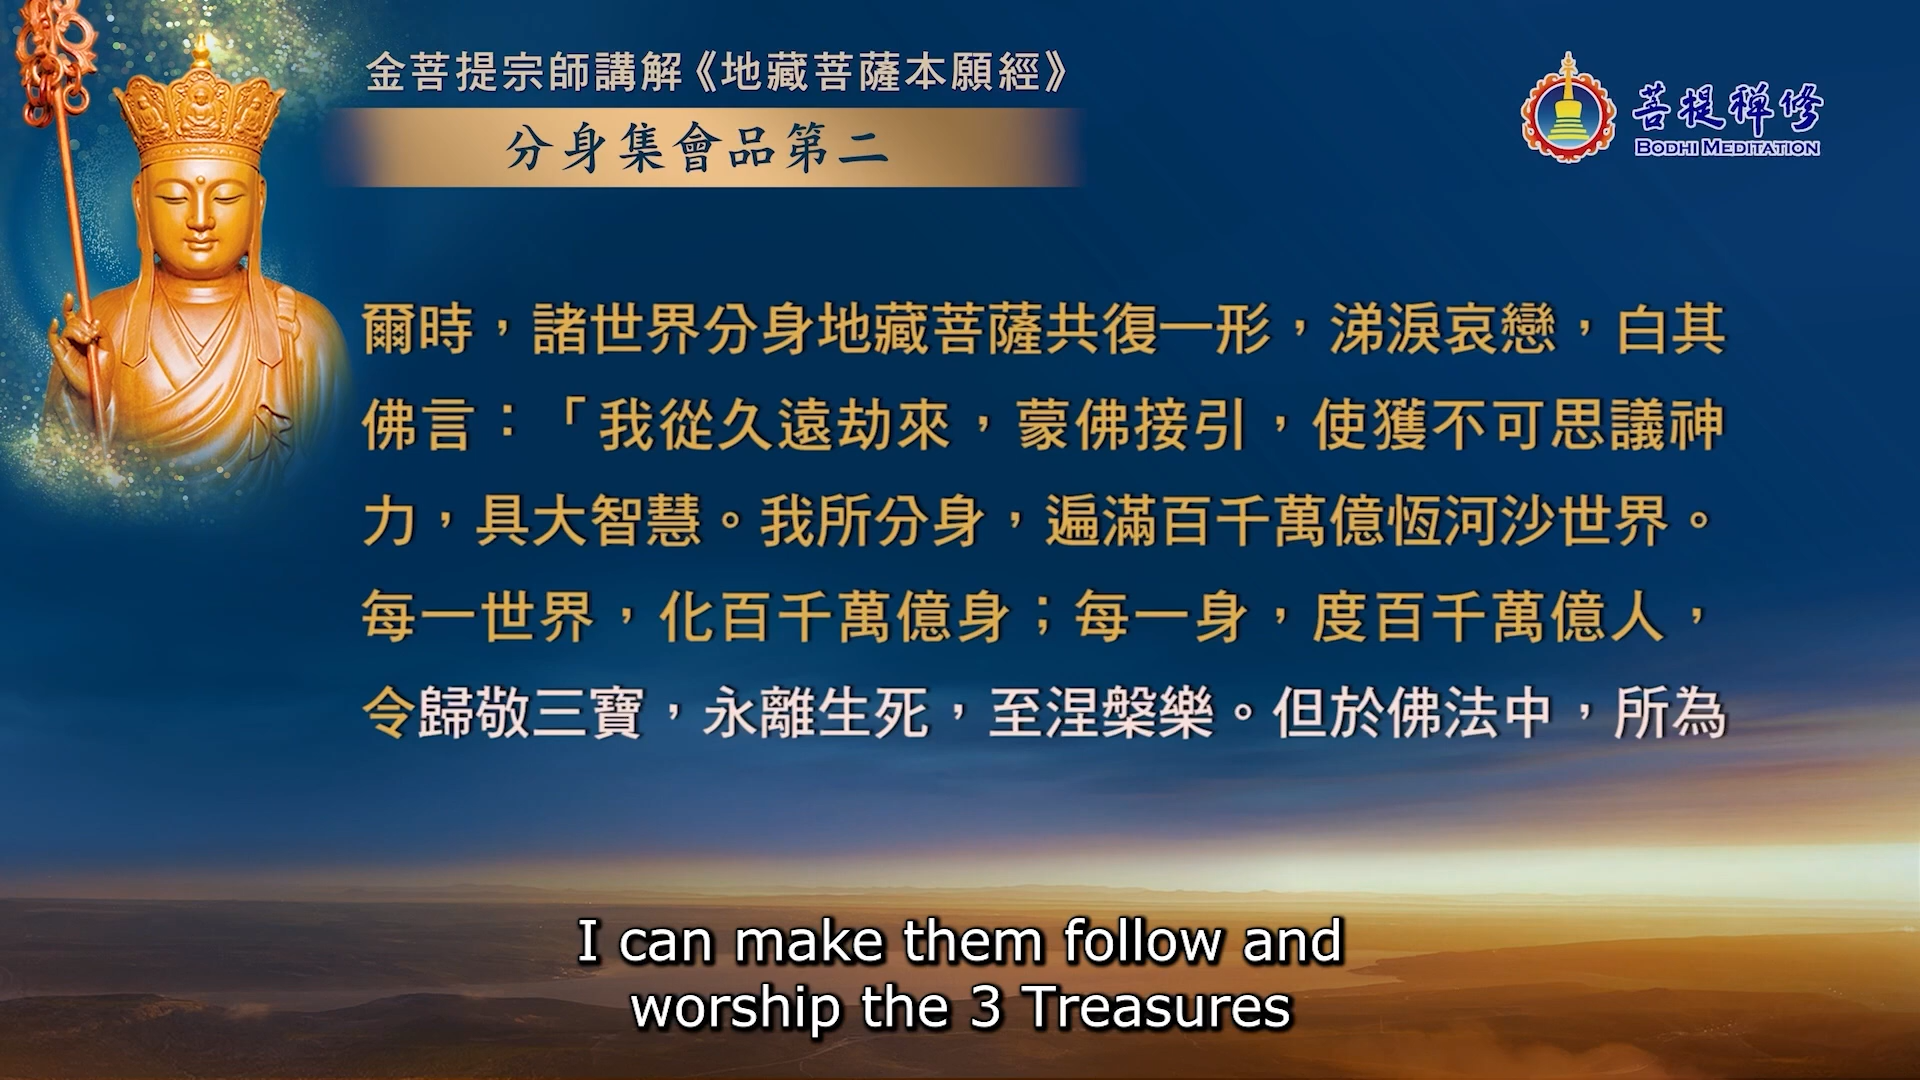 金菩提宗師講解《地藏菩薩本願經》
分身集會品第二
菩提禪修
BODHI MEDITATION
爾時，諸世界分身地藏菩薩共復一形，涕淚哀戀，白其
佛言：「我從久遠劫來，蒙佛接引，使獲不可思議神
力，具大智慧。我所分身，遍滿百千萬億恆河沙世界。
每一世界，化百千萬億身；每一身，度百千萬億人，
令歸敬三寶，永離生死，至涅槃樂。但於佛法中，所為
I can make them follow and
worship the 3 Treasures